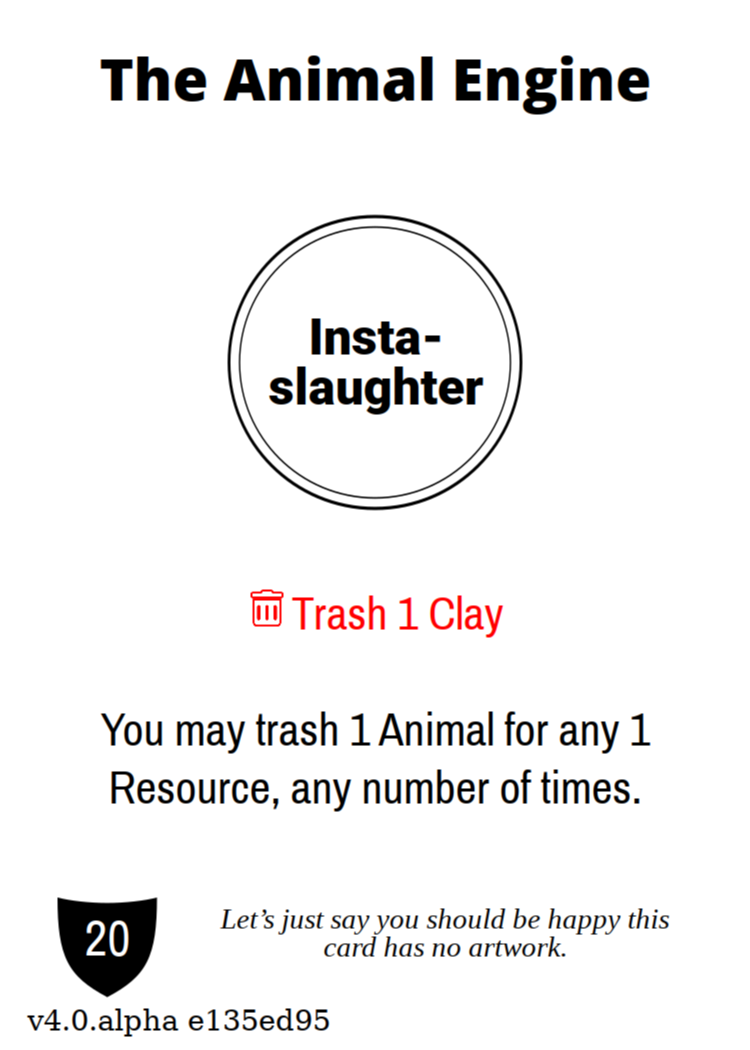 The Animal Engine
Insta-
slaughter
Trash 1 Clay
You may trash 1 Animal for any 1
Resource, any number of times.
20
Let’s just say you should be happy this
card has no artwork.
v4.0.alpha e135ed95